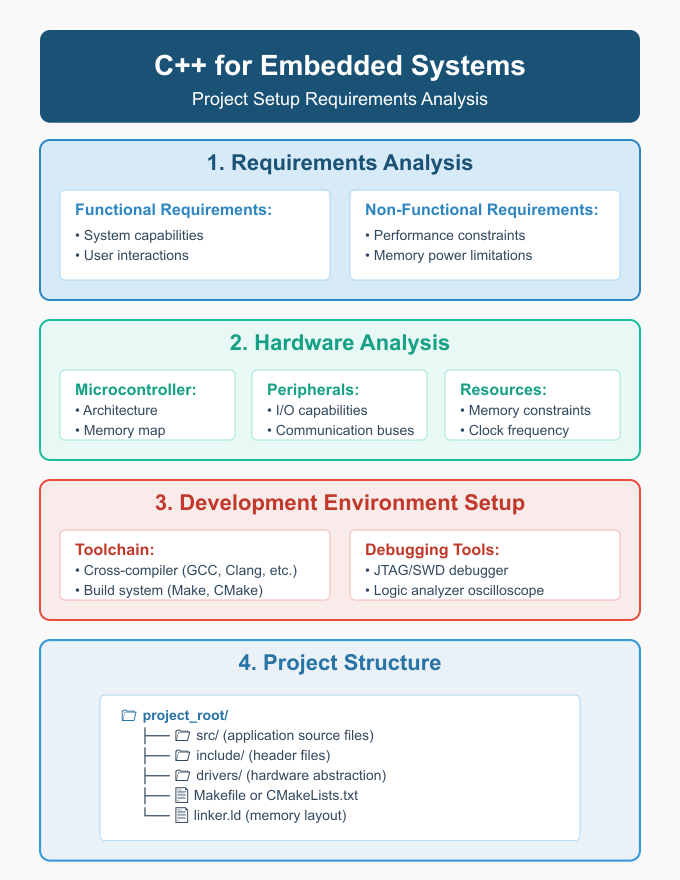 C++ for Embedded Systems
Project Setup Requirements Analysis
1. Requirements Analysis
Functional Requirements:
• System capabilities
• User interactions
Non-Functional Requirements:
• Performance constraints
• Memory power limitations
2. Hardware Analysis
Microcontroller:
• Architecture
• Memory map
Peripherals:
• I/O capabilities
• Communication buses
Resources:
• Memory constraints
• Clock frequency
3. Development Environment Setup
Toolchain:
• Cross-compiler (GCC, Clang, etc.)
• Build system (Make, CMake)
Debugging Tools:
• JTAG/SWD debugger
• Logic analyzer oscilloscope
4. Project Structure
project_root/
├── src/ (application source files)
├── include/ (header files)
├── drivers/ (hardware abstraction)
├── Makefile or CMakeLists.txt
└── linker.ld (memory layout)